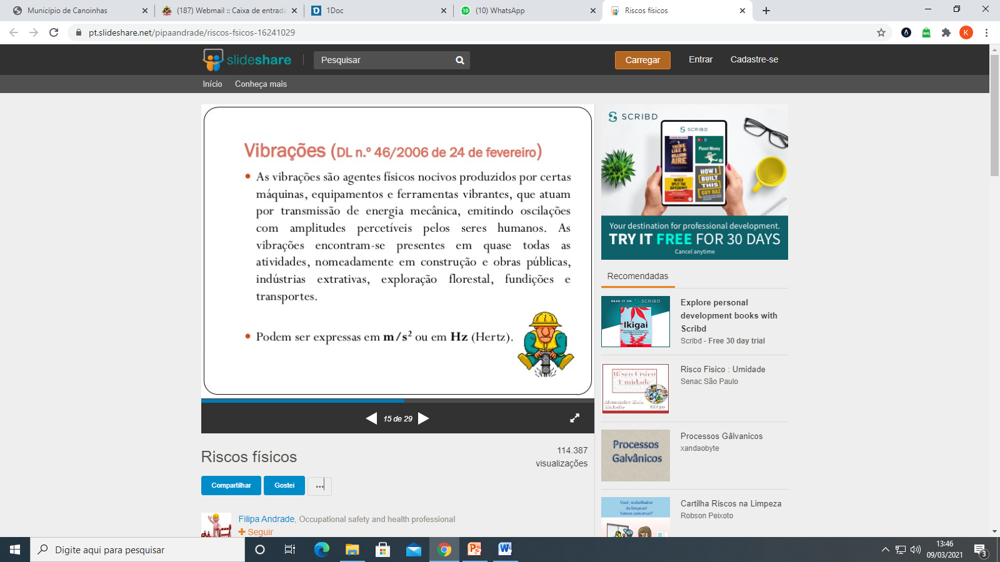 Município de Canoinhas
(187) Webmail :: Caixa de entrada
1Doc
(10) WhatsApp
Riscos físicos
pt.slideshare.net/pipaandrade/riscos-fsicos-16241029
slideshare
Pesquisar
Carregar
Entrar
Cadastre-se
Início
Conheça mais
Vibrações (DL n.º 46/2006 de 24 de fevereiro)
• As vibrações são agentes físicos nocivos produzidos por certas
máquinas, equipamentos e ferramentas vibrantes, que atuam
por transmissão de energia mecânica, emitindo oscilações
com amplitudes percetíveis pelos seres humanos. As
vibrações encontram-se presentes em quase todas as
atividades, nomeadamente em construção e obras públicas,
indústrias extrativas, exploração florestal, fundições e
transportes.
• Podem ser expressas em m/s² ou em Hz (Hertz).
15 de 29
Riscos físicos
114.387
visualizações
Compartilhar
Gostei
...
Filipa Andrade, Occupational safety and health professional
+ Seguir
SCRIBD
SCRIBD
THINK
LIKE A
BILLION
AIRE
Planet Money
NEVER
SPLIT THE
DIFFERENCE
HOW I
BUILT
THIS
GUY RAZ
Your destination for professional development.
TRY IT FREE FOR 30 DAYS
Cancel anytime
Recomendadas
READ IT ON SCRIBD
Ikigai
Explore personal
development books with
Scribd
Scribd - Free 30 day trial
Risco Fisico
Umidade
Alessandro Maia
Michelle
Risco Fisico : Umidade
Senac São Paulo
Processos
Galvânicos
Processos Gâlvanicos
xandaobyte
Você, trabalhador
da limpeza!
Vamos conversar?
Cartilha Riscos na Limpeza
Robson Peixoto
Digite aqui para pesquisar
13:46
09/03/2021
3